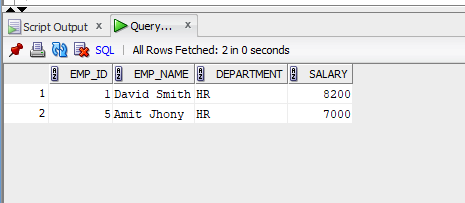 Script Output x Query... x
SQL | All Rows Fetched: 2 in 0 seconds
EMP_ID EMP_NAME DEPARTMENT SALARY
1 1 David Smith HR 8200
2 5 Amit Jhony HR 7000